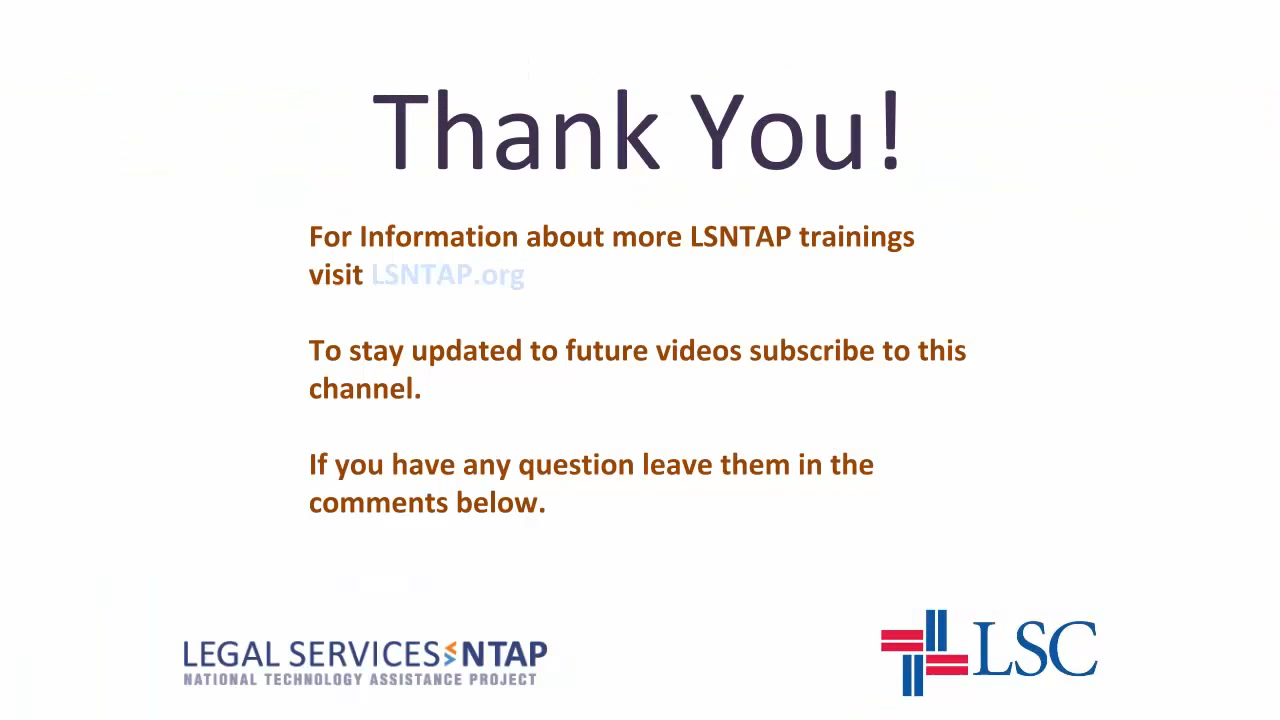 Thank You!
For Information about more LSNTAP trainings
visit LSNTAP.org
To stay updated to future videos subscribe to this
channel.
If you have any question leave them in the
comments below.
LEGAL SERVICES NTAP
NATIONAL TECHNOLOGY ASSISTANCE PROJECT
LSC